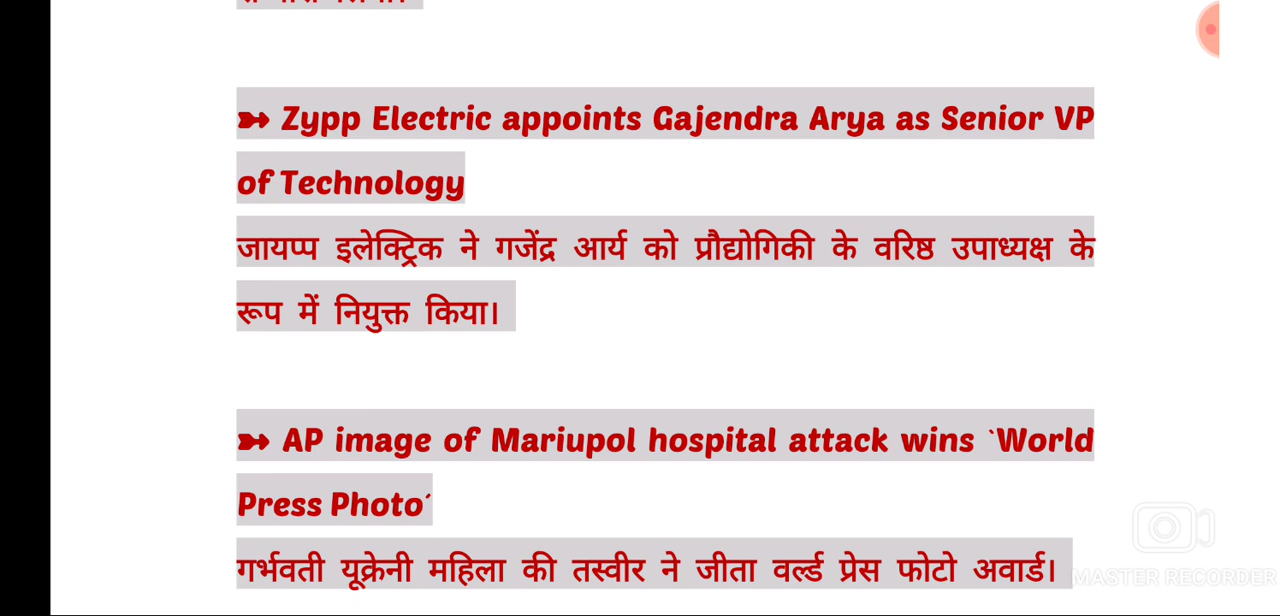 ➽ Zypp Electric appoints Gajendra Arya as Senior VP
of Technology
जायप्प इलेक्ट्रिक ने गजेंद्र आर्य को प्रौद्योगिकी के वरिष्ठ उपाध्यक्ष के
रूप में नियुक्त किया।
➽ AP image of Mariupol hospital attack wins `World
Press Photo´
गर्भवती यूक्रेनी महिला की तस्वीर ने जीता वर्ल्ड प्रेस फोटो अवार्ड।
MASTER RECORDER